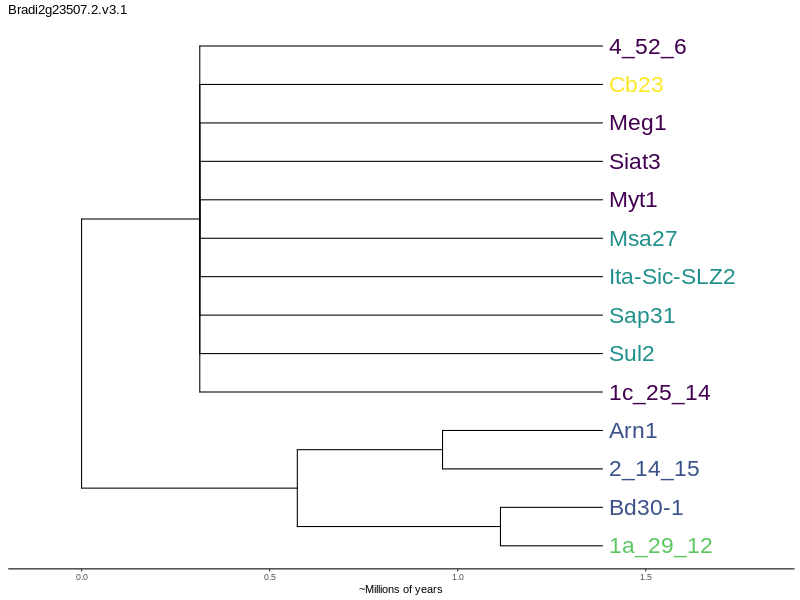 Bradi2g23507.2.v3.1
4_52_6
Cb23
Meg1
Siat3
Myt1
Msa27
Ita-Sic-SLZ2
Sap31
Sul2
1c_25_14
Arn1
2_14_15
Bd30-1
1a_29_12
0.0 0.5 1.0 1.5
~Millions of years